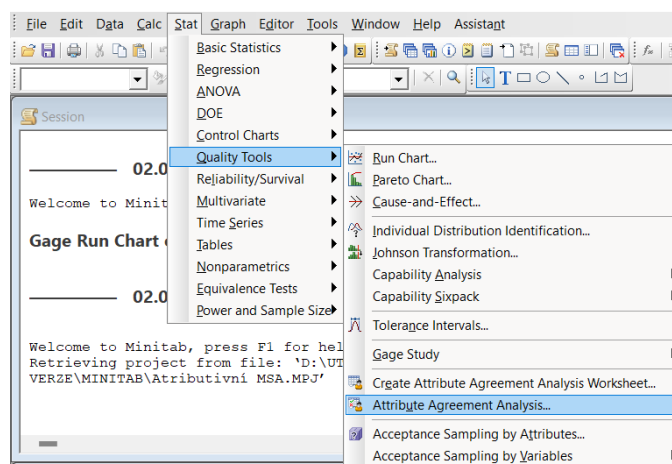 File Edit Data Calc Stat Graph Editor Tools Window Help Assistant
Session
Basic Statistics
Regression
ANOVA
DOE
Control Charts
Quality Tools
Reliability/Survival
Multivariate
Time Series
Tables
Nonparametrics
Equivalence Tests
Power and Sample Size
Run Chart...
Pareto Chart...
Cause-and-Effect...
Individual Distribution Identification...
Johnson Transformation...
Capability Analysis
Capability Sixpack
Tolerance Intervals...
Gage Study
Create Attribute Agreement Analysis Worksheet...
Attribute Agreement Analysis...
Acceptance Sampling by Attributes...
Acceptance Sampling by Variables
02.0
Welcome to Minit
Gage Run Chart
02.0
Welcome to Minitab, press F1 for hel
Retrieving project from file: 'D:\UT
VERZE\MINITAB\Atributivní MSA.MPJ'